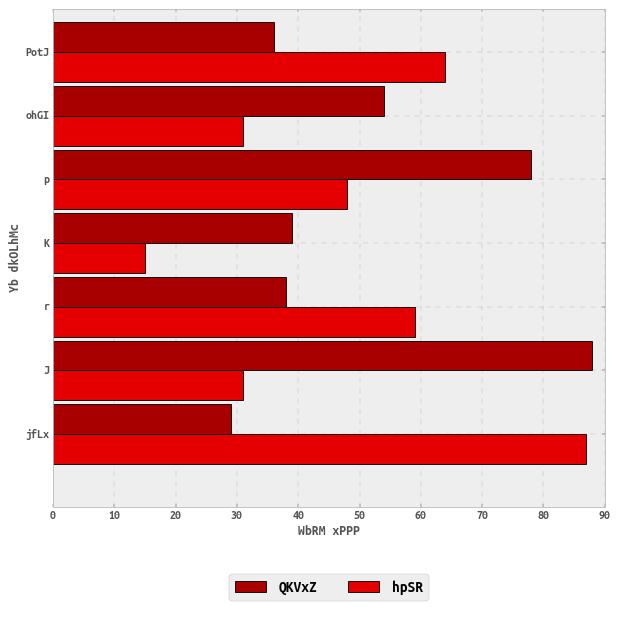 PotJ
ohGI
p
K
r
J
jfLx
Yb dkOLhMc
0 10 20 30 40 50 60 70 80 90
WbRM xPPP
QKVxZ hpSR